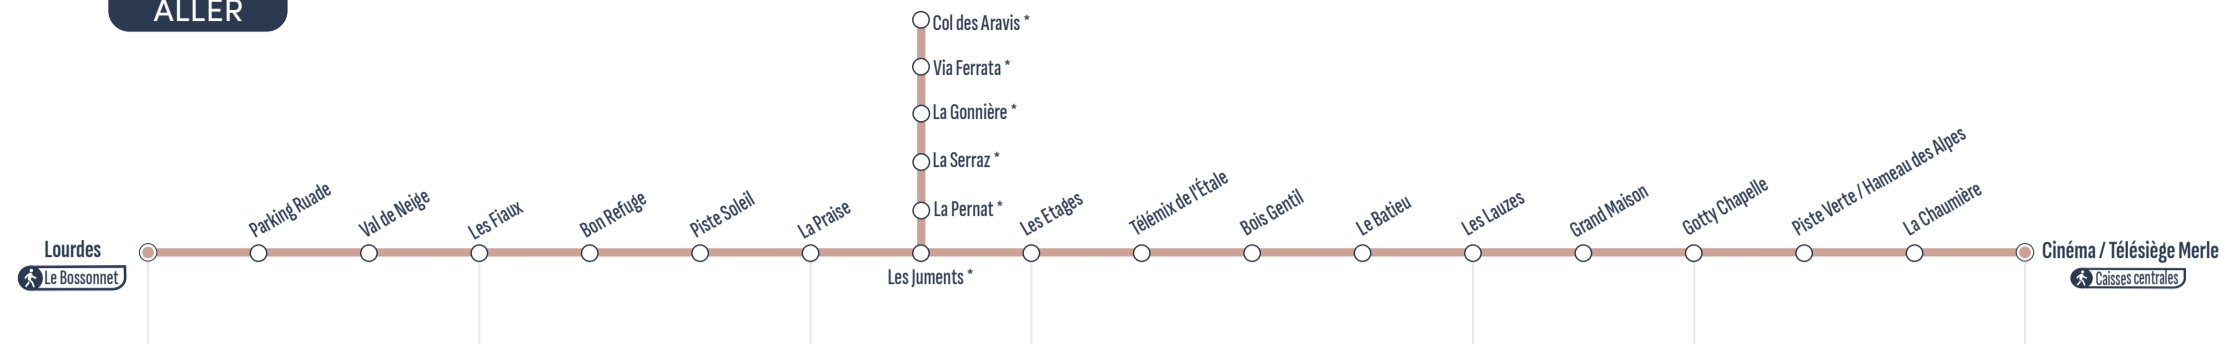 ALLER
Col des Aravis *
Via Ferrata *
La Gonnière *
La Serraz *
La Pernat *
Lourdes
Le Bossonnet
Parking Ruade
Val de Neige
Les Fiaux
Bon Refuge
Piste Soleil
La Praise
Les Juments *
Les Etages
Télémix de l'Étale
Bois Gentil
Le Batieu
Les Lauzes
Grand Maison
Gotty Chapelle
Piste Verte / Hameau des Alpes
La Chaumière
Cinéma / Télésiège Merle
Caisses centrales